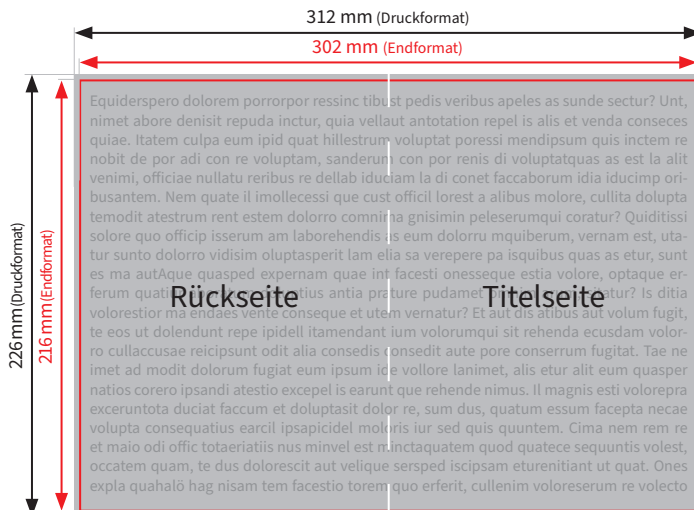 312 mm (Druckformat)
302 mm (Endformat)
226 mm (Druckformat)
216 mm (Endformat)
Equiderspero dolorem porrorpor ressinc tibust pedis veribus apeles as sunde sectur? Unt,
nimet abore denisit repuda inctur, quia vellaut antotation repel is alis et venda conseces
quiae. Itatem culpa eum ipid quat hillestrum voluptat poressi mendipsum quis inctem re
nobit de por adi con re voluptam, sanderum con por renis di voluptatquas as est la alit
venimi, officiae nullatu reribus re dellab iduciam la di conet faccaborum idia iducimp ori-
busantem. Nem quate il imollecessi que cust officil lorest a alibus molore, cullita dolupta
temodit atestrum rent estem dolorro comnima gnisimin peleserumqui coratur? Quiditissi
solore quo officip isserum am laborehendis as eum dolorro mquiberum, vernam est, uta-
tur sunto dolorro vidisim oluptasperit lam elia sa verepere pa isquibus quas as etur, sunt
es ma autAque quasped expernam quae int facesti onesseque estia volore, optaque er-
ferum antia prature pudamet Is ditia
Rückseite
Titelseite
volorestior ma endaes vente conseque et utem vernatur? Et aut dis atibus aut volum fugit,
te eos ut dolendunt repe ipidell itamendant ium volorumqui sit rehenda ecusdam volor-
ro cullaccusae reicipsunt odit alia consedis consedit aute pore conserrum fugitat. Tae ne
imet ad modit dolorum fugiat eum ipsum ide vollore lanimet, alis etur alit eum quasper
natios corero ipsandi atestio excepel is earunt que rehende nimus. Il magnis esti volorepra
exceruntota duciat faccum et doluptasit dolor re, sum dus, quatum essum facepta necae
volupta consequatius earcil ipsapicidel moloris iur sed quis quuntem. Cima nem rem re
et maio odi offic totaeriatiis nus minvel est minctaquatem quod quatece sequuntis volest,
occatem quam, te dus dolorescit aut velique sersped iscipsam eturenitiant ut quat. Ones
expla quahalö hag nisam tem facestio torem quo erferit, cullenim voloreserum re volecto